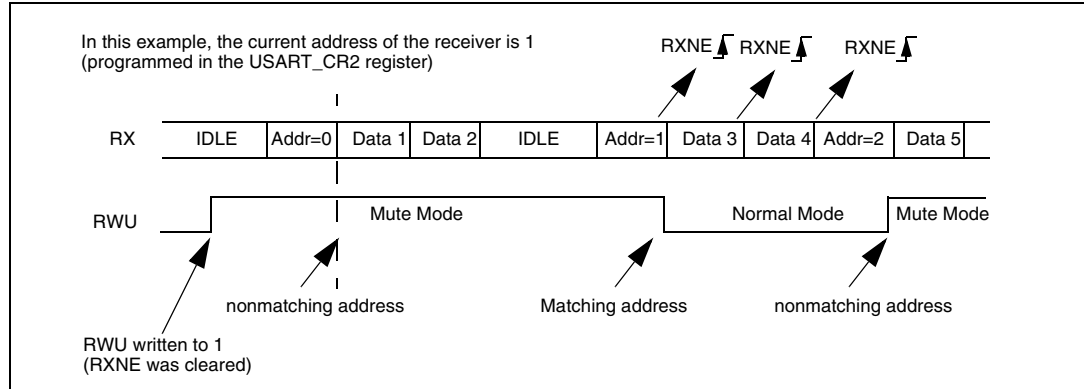 In this example, the current address of the receiver is 1
(programmed in the USART_CR2 register)
RXNE RXNE RXNE
RX IDLE Addr=0 Data 1 Data 2 IDLE Addr=1 Data 3 Data 4 Addr=2 Data 5
RWU Mute Mode Normal Mode Mute Mode
nonmatching address Matching address nonmatching address
RWU written to 1
(RXNE was cleared)